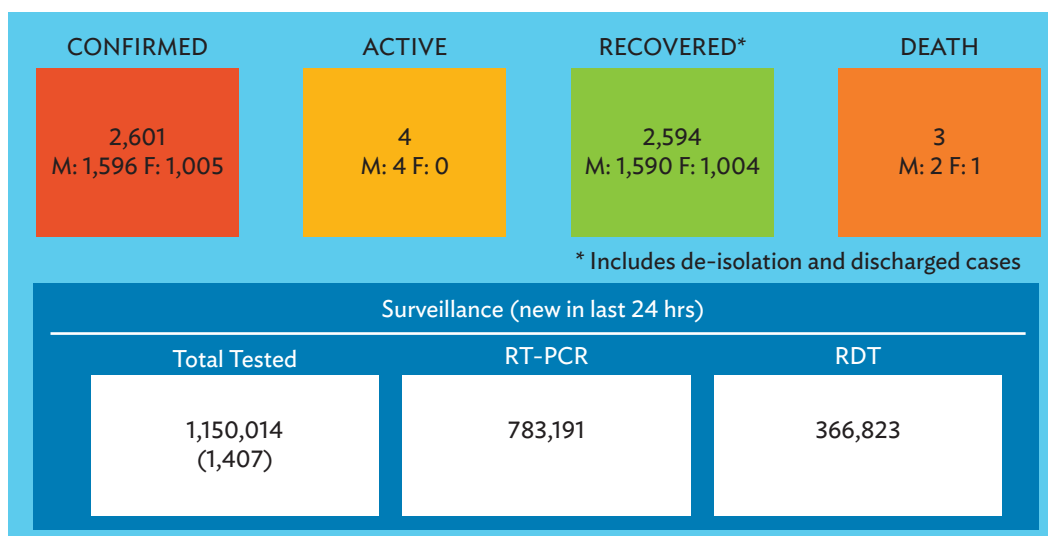 CONFIRMED
ACTIVE
RECOVERED*
DEATH
2,601
M: 1,596 F: 1,005
4
M: 4 F: 0
2,594
M: 1,590 F: 1,004
3
M: 2 F: 1
* Includes de-isolation and discharged cases
Surveillance (new in last 24 hrs)
Total Tested
RT-PCR
RDT
1,150,014
(1,407)
783,191
366,823